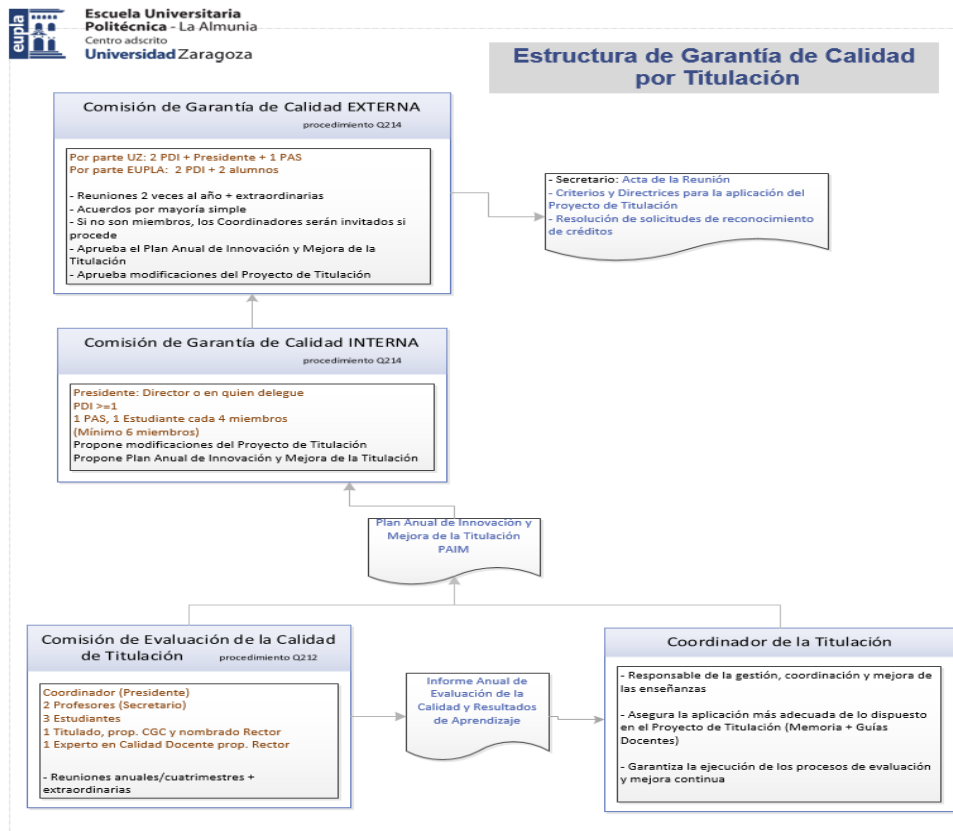 eupla
Escuela Universitaria
Politécnica - La Almunia
Centro adscrito
Universidad Zaragoza
Estructura de Garantía de Calidad
por Titulación
Comisión de Garantía de Calidad EXTERNA
procedimiento Q214
Por parte UZ: 2 PDI + Presidente + 1 PAS
Por parte EUPLA:  2 PDI + 2 alumnos
- Reuniones 2 veces al año + extraordinarias
- Acuerdos por mayoría simple
- Si no son miembros, los Coordinadores serán invitados si
procede
- Aprueba el Plan Anual de Innovación y Mejora de la
Titulación
- Aprueba modificaciones del Proyecto de Titulación
- Secretario: Acta de la Reunión
- Criterios y Directrices para la aplicación del
Proyecto de Titulación
- Resolución de solicitudes de reconocimiento
de créditos
Comisión de Garantía de Calidad INTERNA
procedimiento Q214
Presidente: Director o en quien delegue
PDI >=1
1 PAS, 1 Estudiante cada 4 miembros
(Mínimo 6 miembros)
Propone modificaciones del Proyecto de Titulación
Propone Plan Anual de Innovación y Mejora de la Titulación
Plan Anual de Innovación y
Mejora de la Titulación
PAIM
Comisión de Evaluación de la Calidad
de Titulación procedimiento Q212
Coordinador (Presidente)
2 Profesores (Secretario)
3 Estudiantes
1 Titulado, prop. CGC y nombrado Rector
1 Experto en Calidad Docente prop. Rector
- Reuniones anuales/cuatrimestres +
extraordinarias
Informe Anual de
Evaluación de la
Calidad y Resultados
de Aprendizaje
Coordinador de la Titulación
- Responsable de la gestión, coordinación y mejora de
las enseñanzas
- Asegura la aplicación más adecuada de lo dispuesto
en el Proyecto de Titulación (Memoria + Guías
Docentes)
- Garantiza la ejecución de los procesos de evaluación
y mejora continua